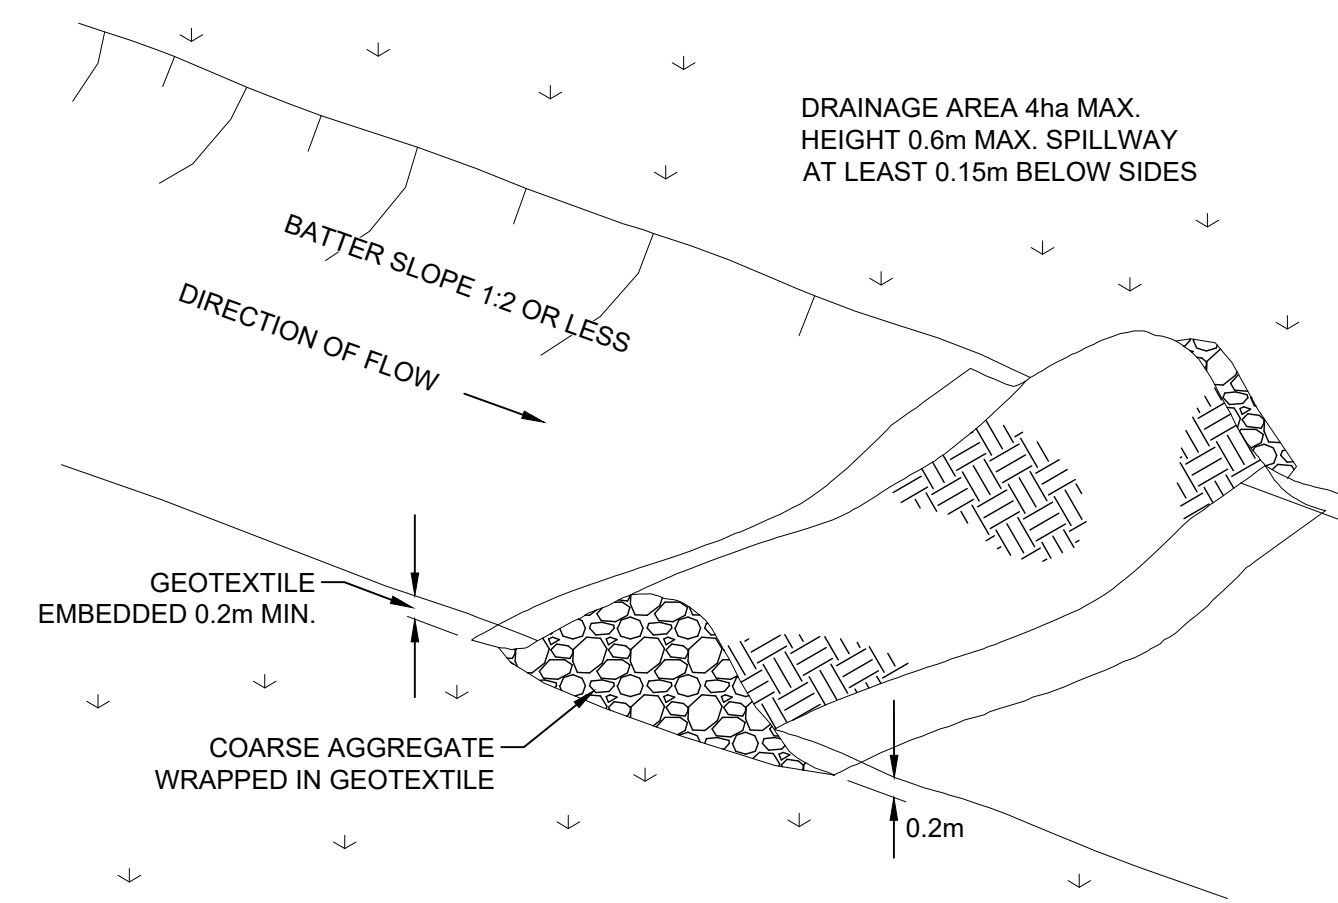 DRAINAGE AREA 4ha MAX.
HEIGHT 0.6m MAX. SPILLWAY
AT LEAST 0.15m BELOW SIDES
BATTER SLOPE 1:2 OR LESS
DIRECTION OF FLOW
GEOTEXTILE
EMBEDDED 0.2m MIN.
COARSE AGGREGATE
WRAPPED IN GEOTEXTILE
0.2m